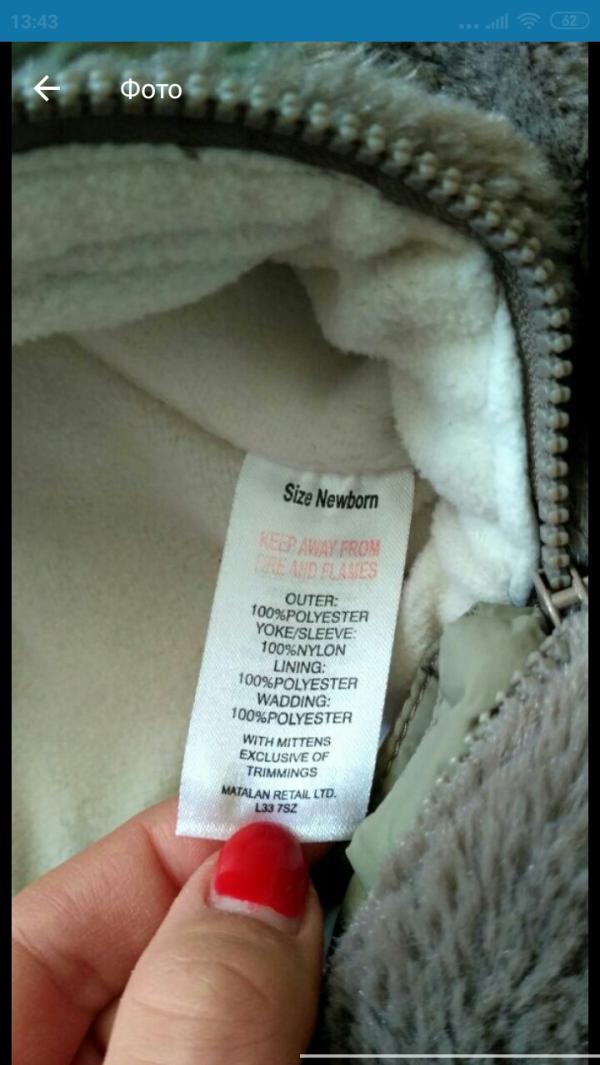 13:43
62
Фото
Size Newborn
KEEP AWAY FROM
FIRE AND FLAMES
OUTER:
100%POLYESTER
YOKE/SLEEVE:
100%NYLON
LINING:
100%POLYESTER
WADDING:
100%POLYESTER
WITH MITTENS
EXCLUSIVE OF
TRIMMINGS
MATALAN RETAIL LTD.
L33 7SZ